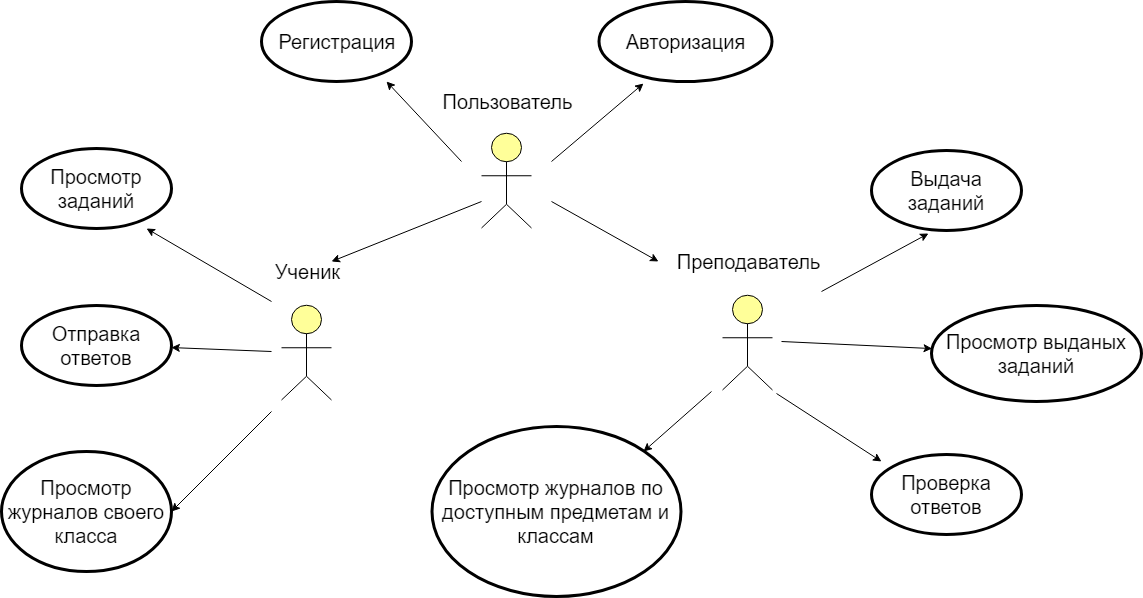 Регистрация
Авторизация
Пользователь
Просмотр
заданий
Выдача
заданий
Ученик
Преподаватель
Отправка
ответов
Просмотр выданых
заданий
Просмотр
журналов своего
класса
Просмотр журналов по
доступным предметам и
классам
Проверка
ответов